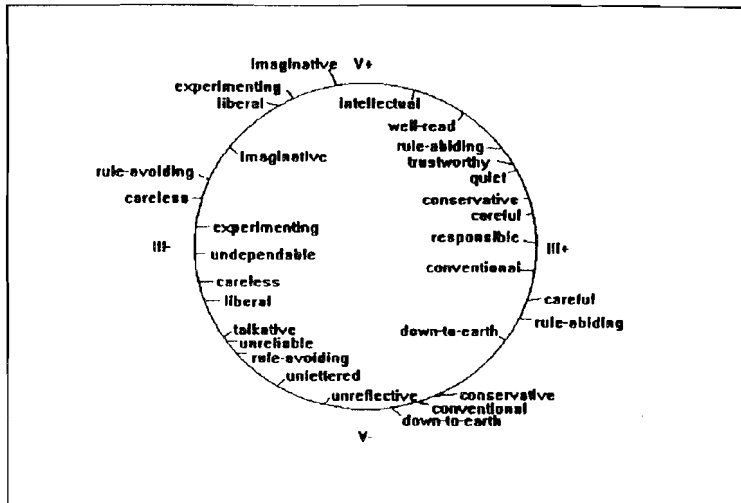 imaginative V+
experimenting
liberal
intellectual
well-read
rule-abiding
imaginative
trustworthy
rule-avoiding
quiet
careless
conservative
careful
experimenting
responsible
III-
undependable
III+
conventional
careless
liberal
careful
rule-abiding
talkative
down-to-earth
unreliable
rule-avoiding
unlettered
unreflective
conservative
conventional
down-to-earth
V-